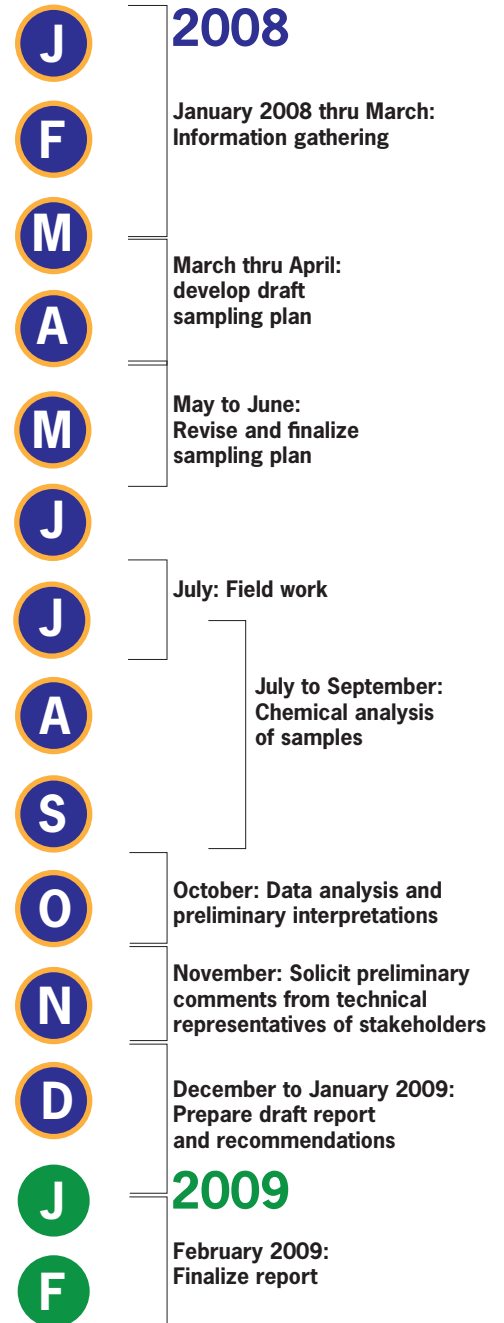 J
2008
January 2008 thru March:
Information gathering
F
M
March thru April:
develop draft
sampling plan
A
May to June:
Revise and finalize
sampling plan
M
J
July: Field work
J
July to September:
Chemical analysis
of samples
A
S
October: Data analysis and
preliminary interpretations
O
November: Solicit preliminary
comments from technical
representatives of stakeholders
N
December to January 2009:
Prepare draft report
and recommendations
D
J
2009
February 2009:
Finalize report
F